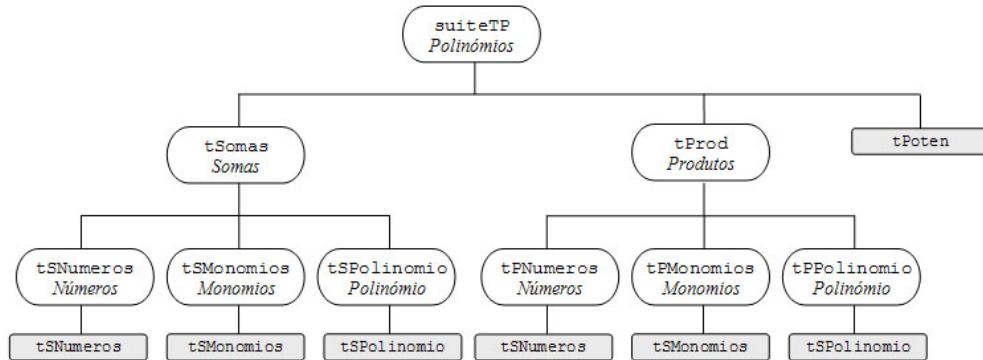 suiteTP
Polinómios
tSomas
Somas
tProd
Produtos
tPoten
tSNumeros
Números
tSMonomios
Monomios
tSPolinomio
Polinómio
tPNumeros
Números
tPMonomios
Monomios
tPPolinomio
Polinómio
tSNumeros
tSMonomios
tSPolinomio
tSNumeros
tSMonomios
tSPolinomio